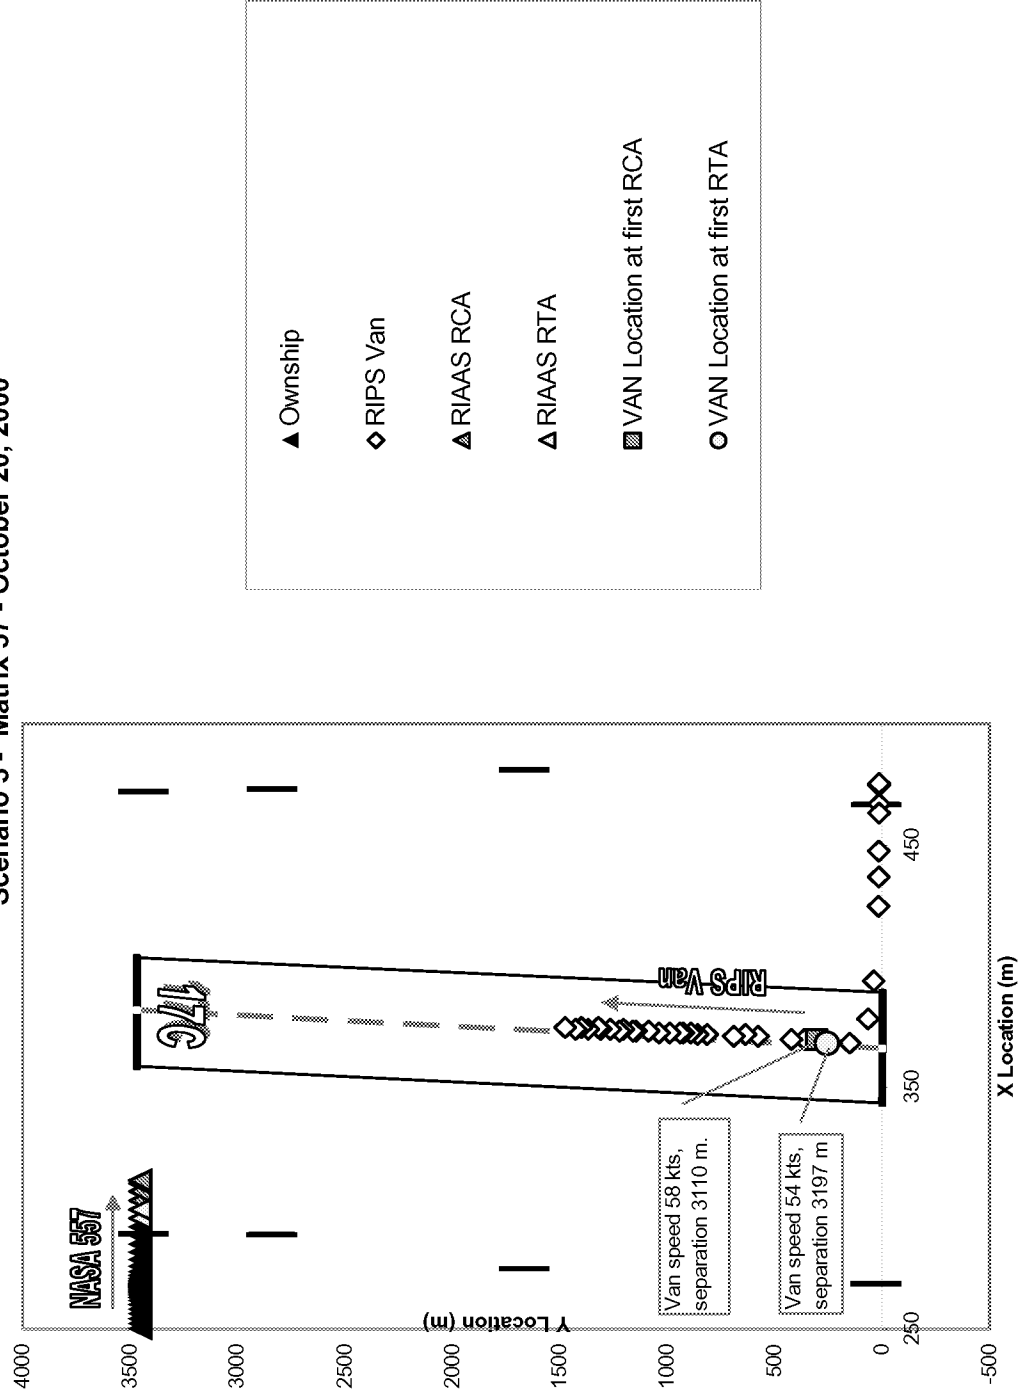 Scenario 3 - Matrix 37 - October 20, 2000
Ownship
RIPS Van
RIAAS RCA
RIAAS RTA
VAN Location at first RCA
VAN Location at first RTA
4000
3500
3000
2500
2000
1500
1000
500
0
-500
Y Location (m)
250
350
450
X Location (m)
NASA 557
17C
RIPS Van
Van speed 58 kts,
separation 3110 m.
Van speed 54 kts,
separation 3197 m